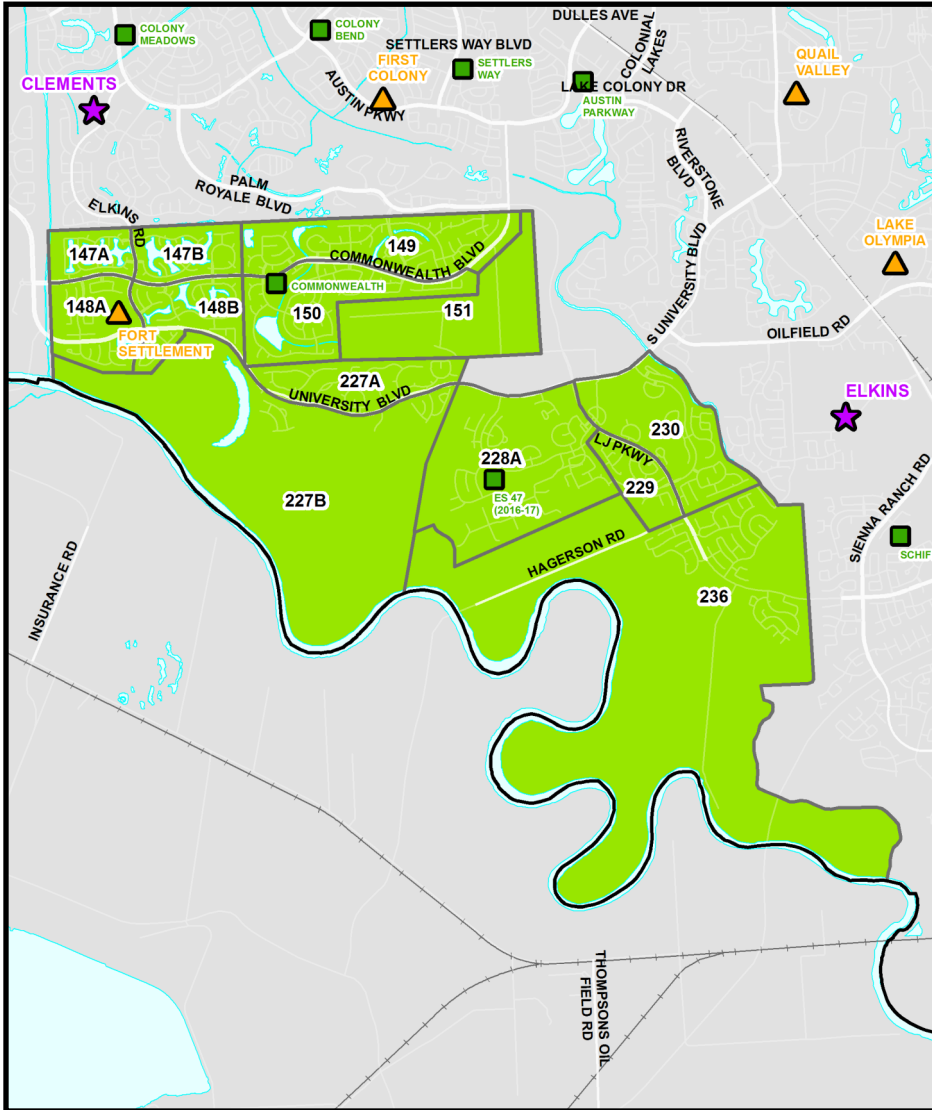 DULLES AVE
COLONY
MEADOWS
COLONY
BEND
SETTLERS WAY BLVD
COLONIAL
LAKES
FIRST
COLONY
SETTLERS
WAY
QUAIL
VALLEY
CLEMENTS
AUSTIN PKWY
LAKE COLONY DR
AUSTIN
PARKWAY
RIVERSTONE
BLVD
PALM
ROYALE BLVD
ELKINS RD
LAKE
OLYMPIA
147A
147B
149
COMMONWEALTH BLVD
COMMONWEALTH
S UNIVERSITY BLVD
148A
148B
150
151
FORT
SETTLEMENT
OILFIELD RD
227A
UNIVERSITY BLVD
ELKINS
230
LJ PKWY
228A
229
ES 47
(2016-17)
227B
SIENNA RANCH RD
HAGERSON RD
SCHIF
INSURANCE RD
236
THOMPSONS OIL
FIELD RD